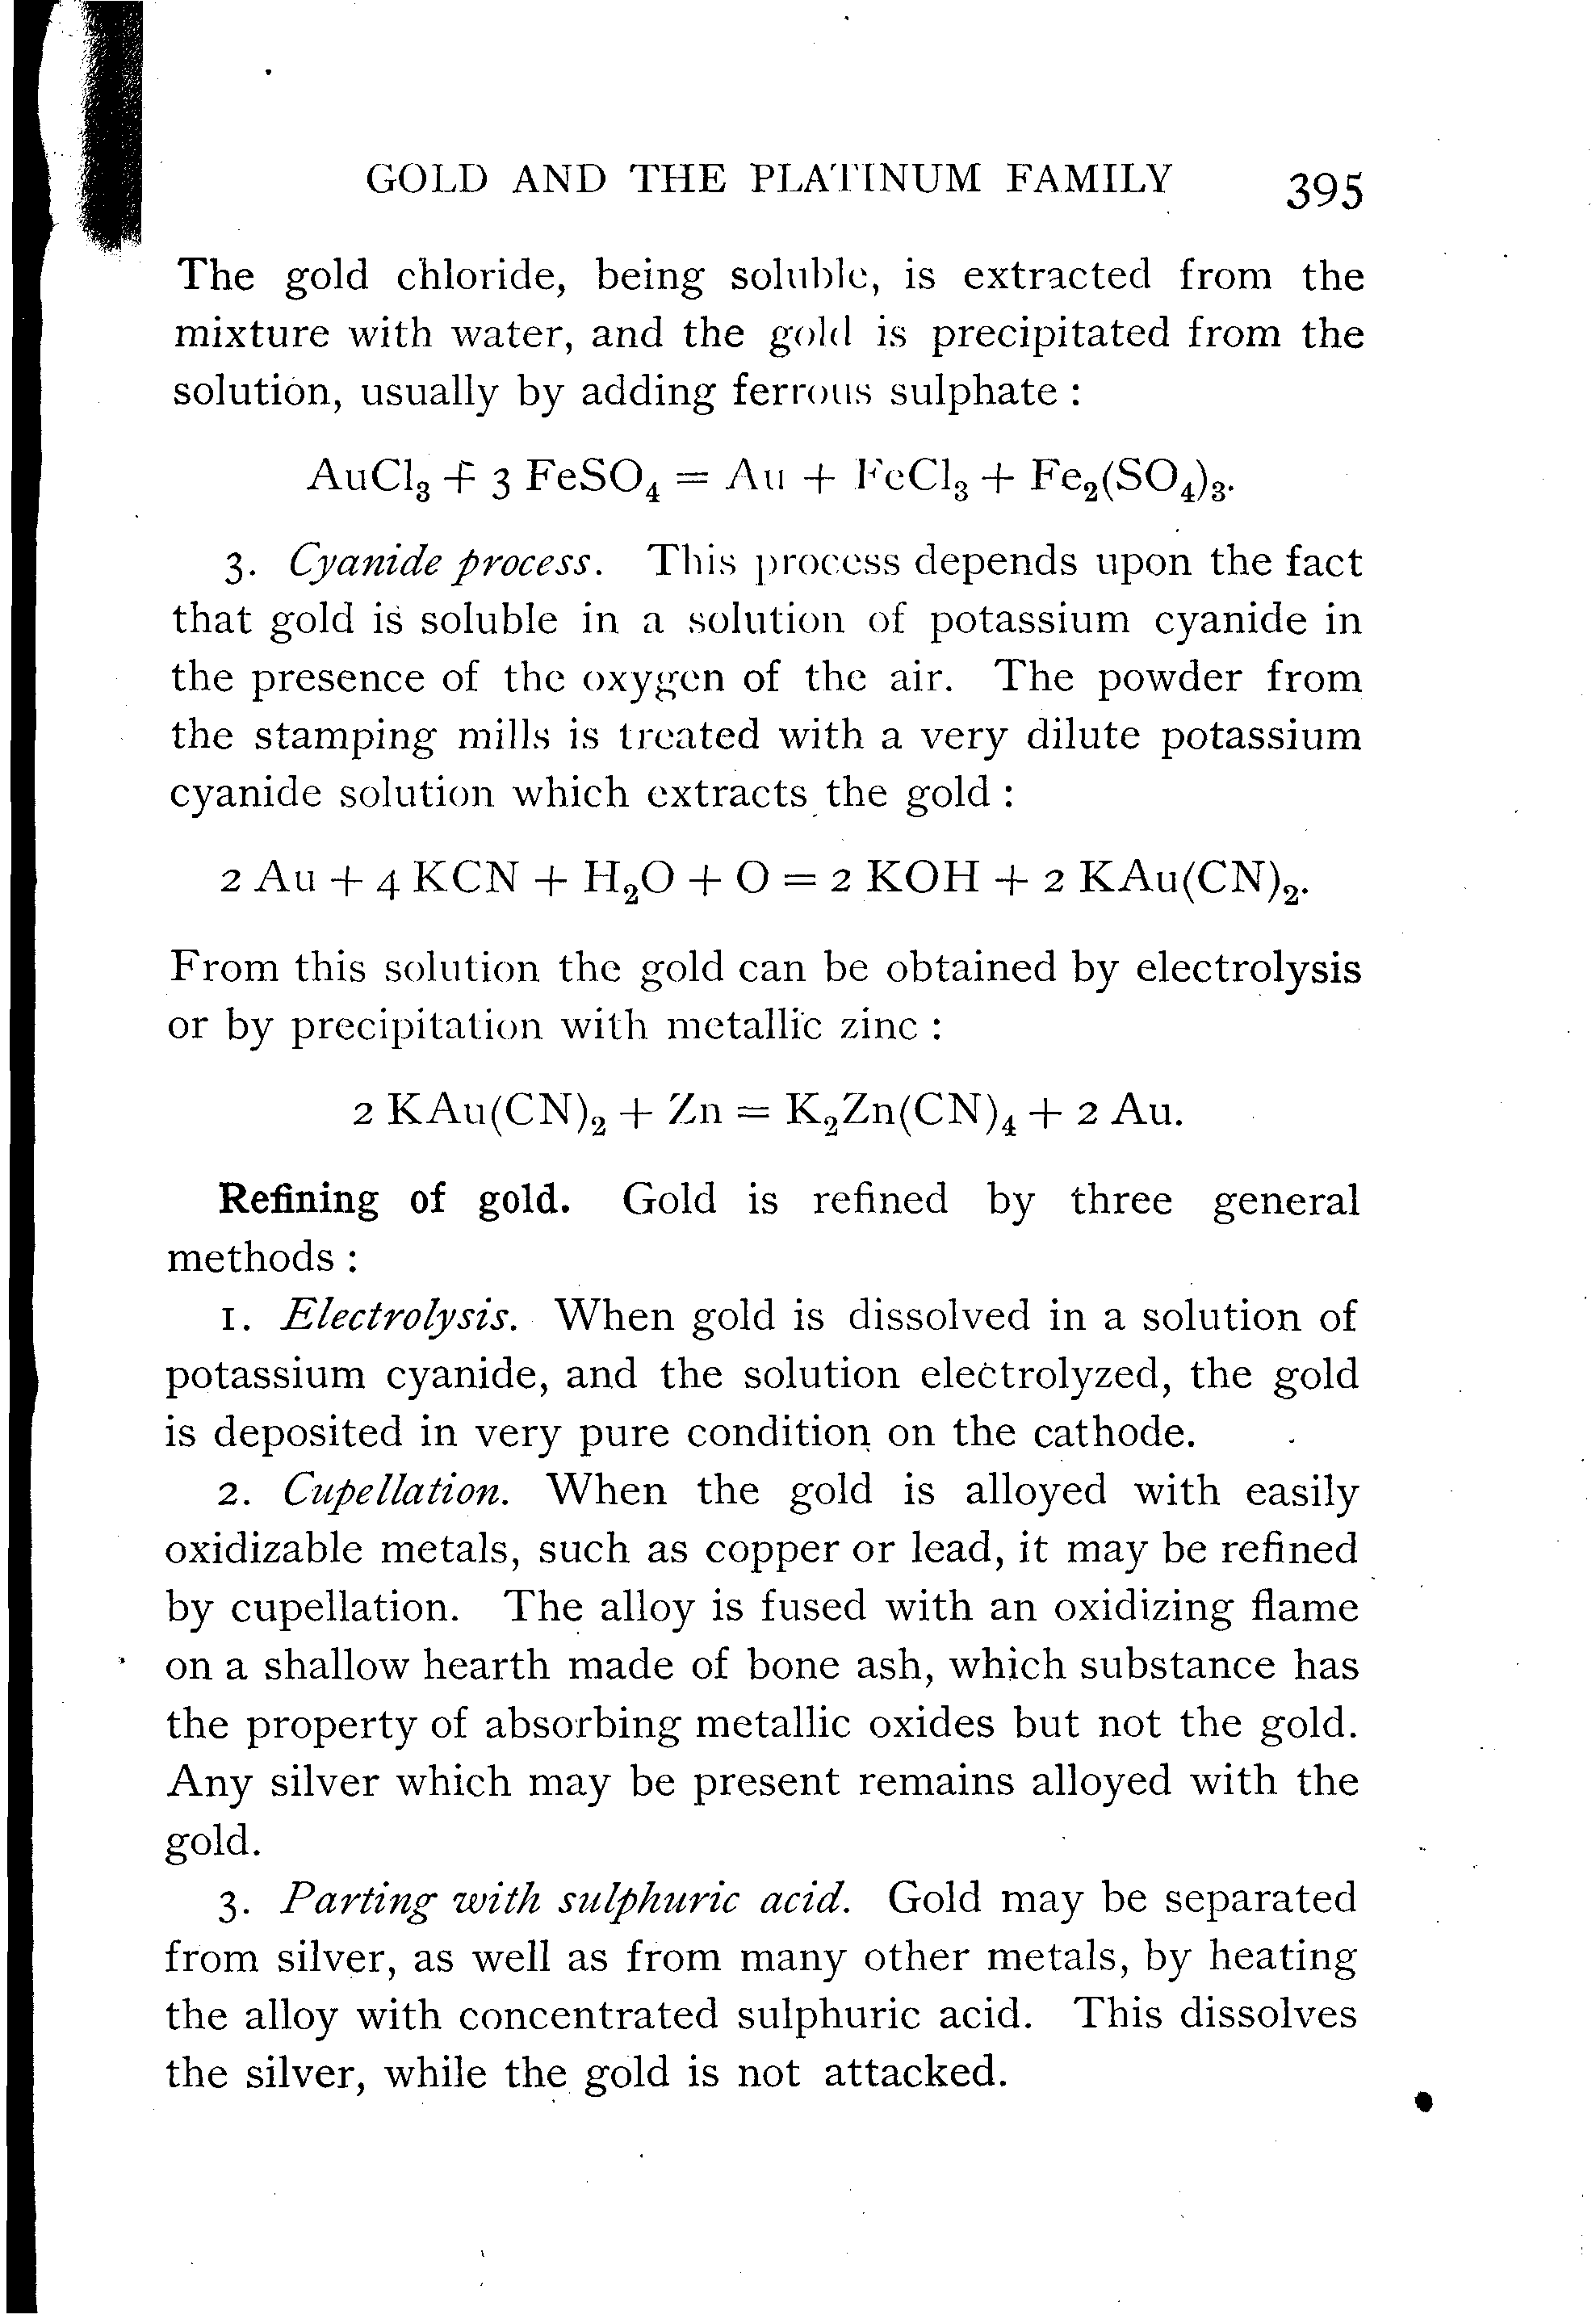 GOLD AND THE PLATINUM FAMILY 395
The gold chloride, being soluble, is extracted from the
mixture with water, and the gold is precipitated from the
solution, usually by adding ferrous sulphate :
AuCl₃ + 3 FeSO₄ = Au + FeCl₃ + Fe₂(SO₄)₃.
3. Cyanide process. This process depends upon the fact
that gold is soluble in a solution of potassium cyanide in
the presence of the oxygen of the air. The powder from
the stamping mills is treated with a very dilute potassium
cyanide solution which extracts the gold :
2 Au + 4 KCN + H₂O + O = 2 KOH + 2 KAu(CN)₂.
From this solution the gold can be obtained by electrolysis
or by precipitation with metallic zinc :
2 KAu(CN)₂ + Zn = K₂Zn(CN)₄ + 2 Au.
Refining of gold. Gold is refined by three general
methods :
1. Electrolysis. When gold is dissolved in a solution of
potassium cyanide, and the solution electrolyzed, the gold
is deposited in very pure condition on the cathode.
2. Cupellation. When the gold is alloyed with easily
oxidizable metals, such as copper or lead, it may be refined
by cupellation. The alloy is fused with an oxidizing flame
on a shallow hearth made of bone ash, which substance has
the property of absorbing metallic oxides but not the gold.
Any silver which may be present remains alloyed with the
gold.
3. Parting with sulphuric acid. Gold may be separated
from silver, as well as from many other metals, by heating
the alloy with concentrated sulphuric acid. This dissolves
the silver, while the gold is not attacked.